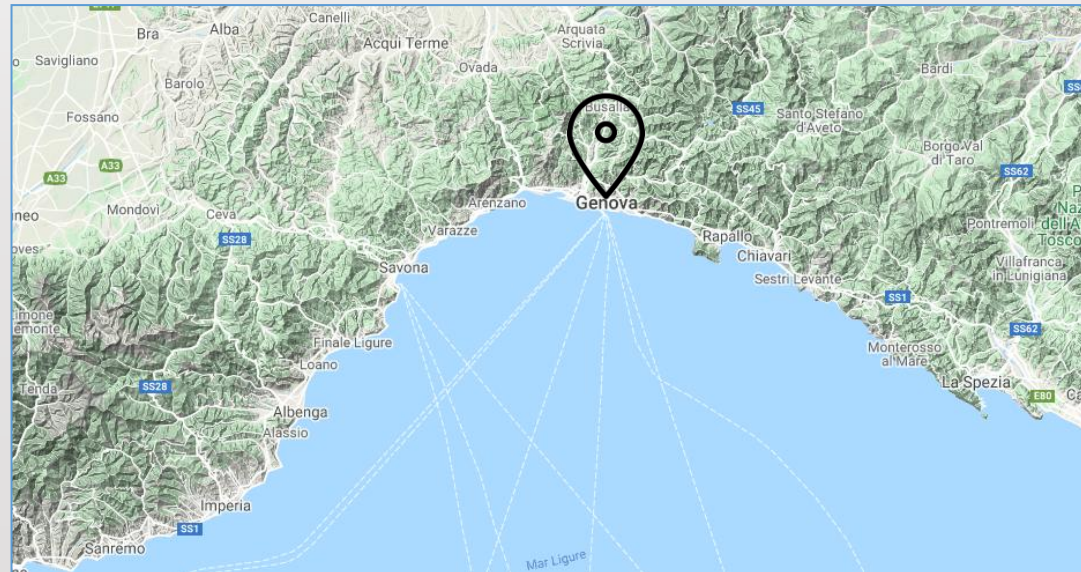 Bra
Alba
Canelli
Savigliano
Acqui Terme
Arquata
Scrivia
Ovada
Barolo
Bardi
Busalla
SS45
Santo Stefano
d'Aveto
Fossano
Borgo Val
di Taro
A33
A33
SS62
Mondovì
Ceva
Arenzano
Genova
Pontremoli
SS28
Varazze
Rapallo
Chiavari
Savona
Villafranca
in Lunigiana
Sestri Levante
SS1
Finale Ligure
SS62
Loano
Monterosso
al Mare
Tenda
SS28
La Spezia
E80
Albenga
Alassio
Imperia
SS1
Sanremo
Mar Ligure